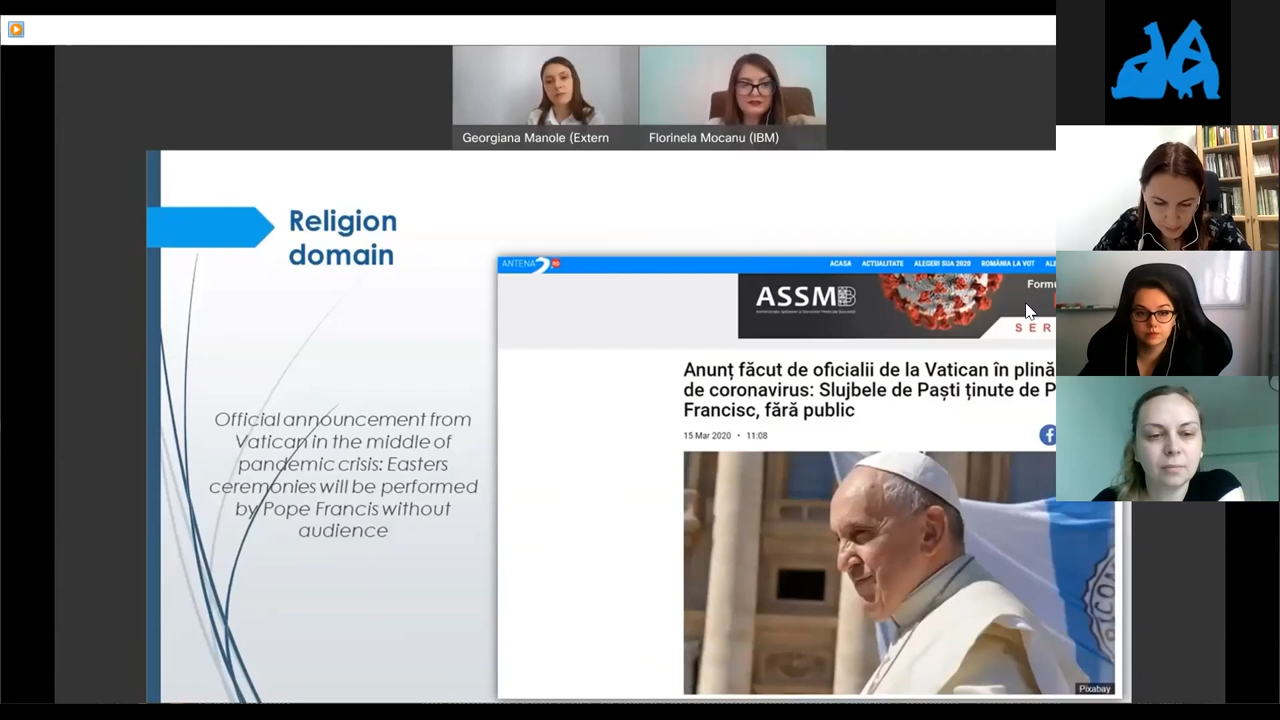 Georgiana Manole (Extern
Florinela Mocanu (IBM)
Religion
domain
Official announcement from
Vatican in the middle of
pandemic crisis: Easters
ceremonies will be performed
by Pope Francis without
audience
ANTENA
ACASA ACTUALITATE ALEGERI SUA 2020 ROMÂNIA LA VOT ALE
ASSMB
Formu
SER
Anunț făcut de oficialii de la Vatican în plină
de coronavirus: Slujbele de Paști ținute de P
Francisc, fără public
15 Mar 2020 • 11:08
Pixabay